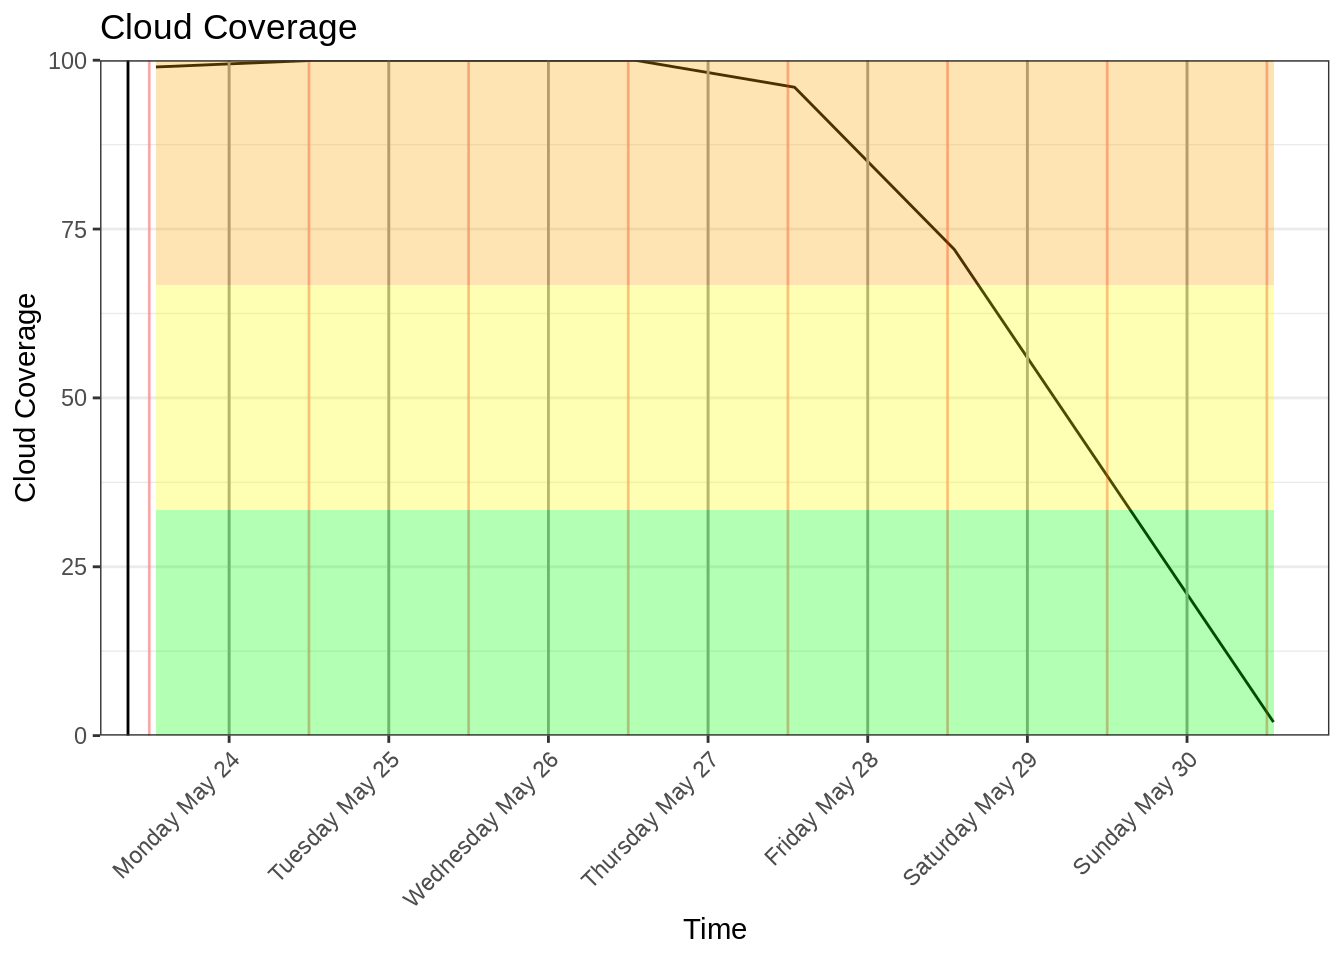 Cloud Coverage
100
75
50
25
0
Cloud Coverage
Monday May 24
Tuesday May 25
Wednesday May 26
Thursday May 27
Friday May 28
Saturday May 29
Sunday May 30
Time